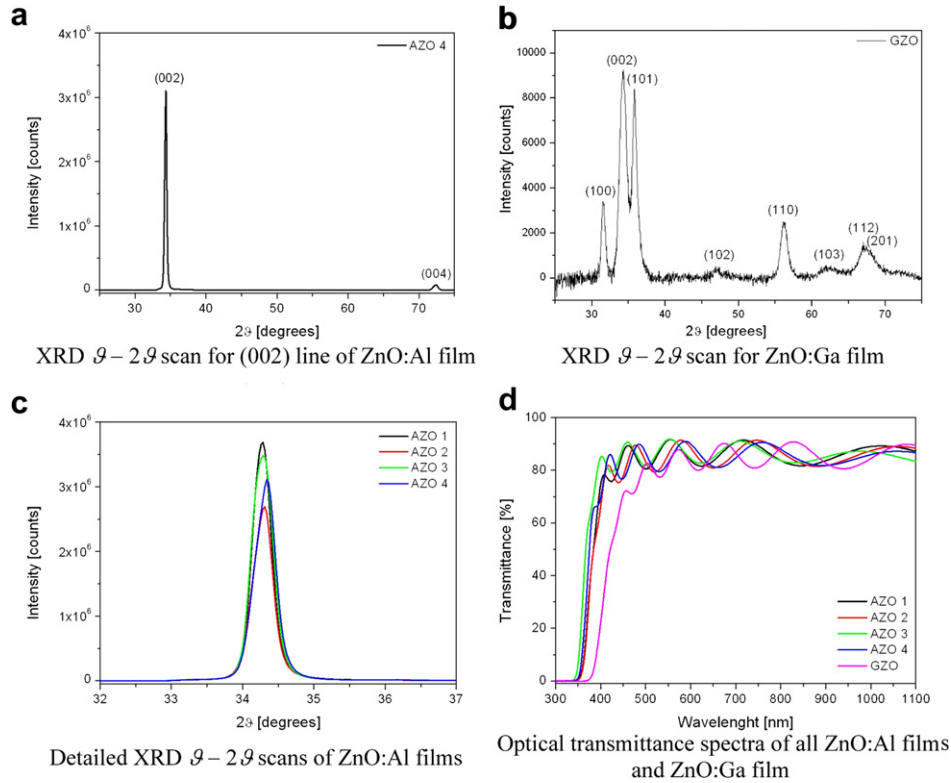 a
AZO 4
4x10⁶
3x10⁶
2x10⁶
1x10⁶
0
Intensity [counts]
(002)
(004)
30 40 50 60 70
2ϑ [degrees]
XRD ϑ – 2ϑ scan for (002) line of ZnO:Al film
b
GZO
10000
8000
6000
4000
2000
0
Intensity [counts]
(100)
(002)
(101)
(102)
(110)
(103)
(112)
(201)
30 40 50 60 70
2ϑ [degrees]
XRD ϑ – 2ϑ scan for ZnO:Ga film
c
AZO 1
AZO 2
AZO 3
AZO 4
4x10⁶
3x10⁶
2x10⁶
1x10⁶
0
Intensity [counts]
32 33 34 35 36 37
2ϑ [degrees]
Detailed XRD ϑ – 2ϑ scans of ZnO:Al films
d
100
80
60
40
20
0
Transmittance [%]
AZO 1
AZO 2
AZO 3
AZO 4
GZO
300 400 500 600 700 800 900 1000 1100
Wavelenght [nm]
Optical transmittance spectra of all ZnO:Al films
and ZnO:Ga film